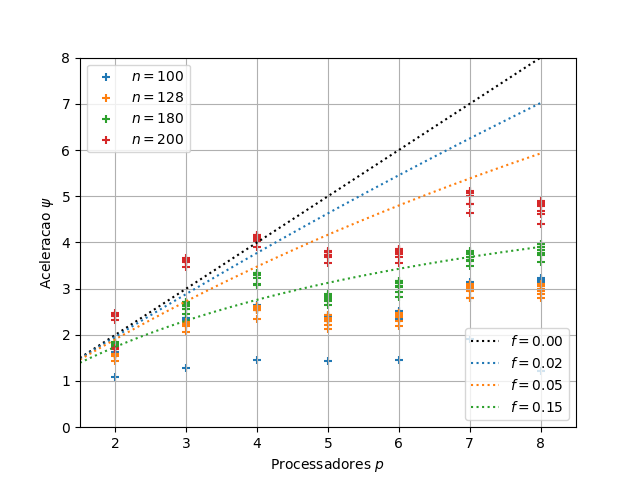 n = 100
n = 128
n = 180
n = 200
8
7
6
5
4
3
2
1
0
Aceleracao ψ
f = 0.00
f = 0.02
f = 0.05
f = 0.15
2 3 4 5 6 7 8
Processadores p